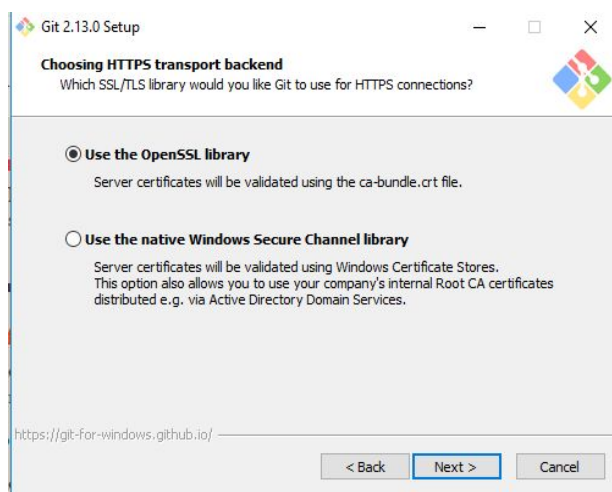 Git 2.13.0 Setup
Choosing HTTPS transport backend
Which SSL/TLS library would you like Git to use for HTTPS connections?
Use the OpenSSL library
Server certificates will be validated using the ca-bundle.crt file.
Use the native Windows Secure Channel library
Server certificates will be validated using Windows Certificate Stores.
This option also allows you to use your company's internal Root CA certificates
distributed e.g. via Active Directory Domain Services.
https://git-for-windows.github.io/
< Back Next > Cancel